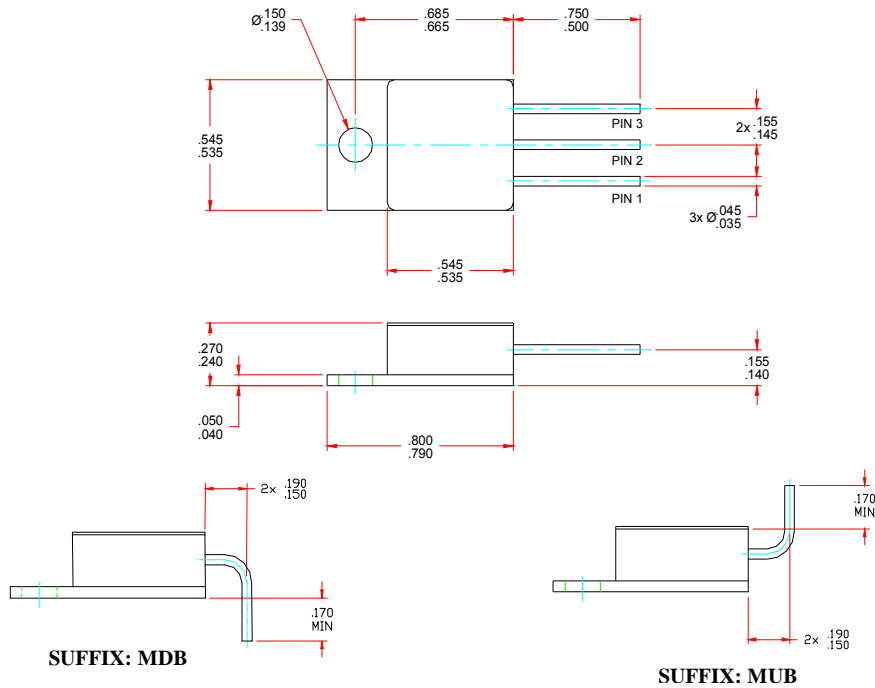 Ø.150
.139
.685
.665
.750
.500
.545
.535
PIN 3
PIN 2
PIN 1
2x .155
.145
3x Ø.045
.035
.545
.535
.270
.240
.050
.040
.155
.140
.800
.790
2x .190
.150
.170
MIN
SUFFIX: MDB
.170
MIN
2x .190
.150
SUFFIX: MUB